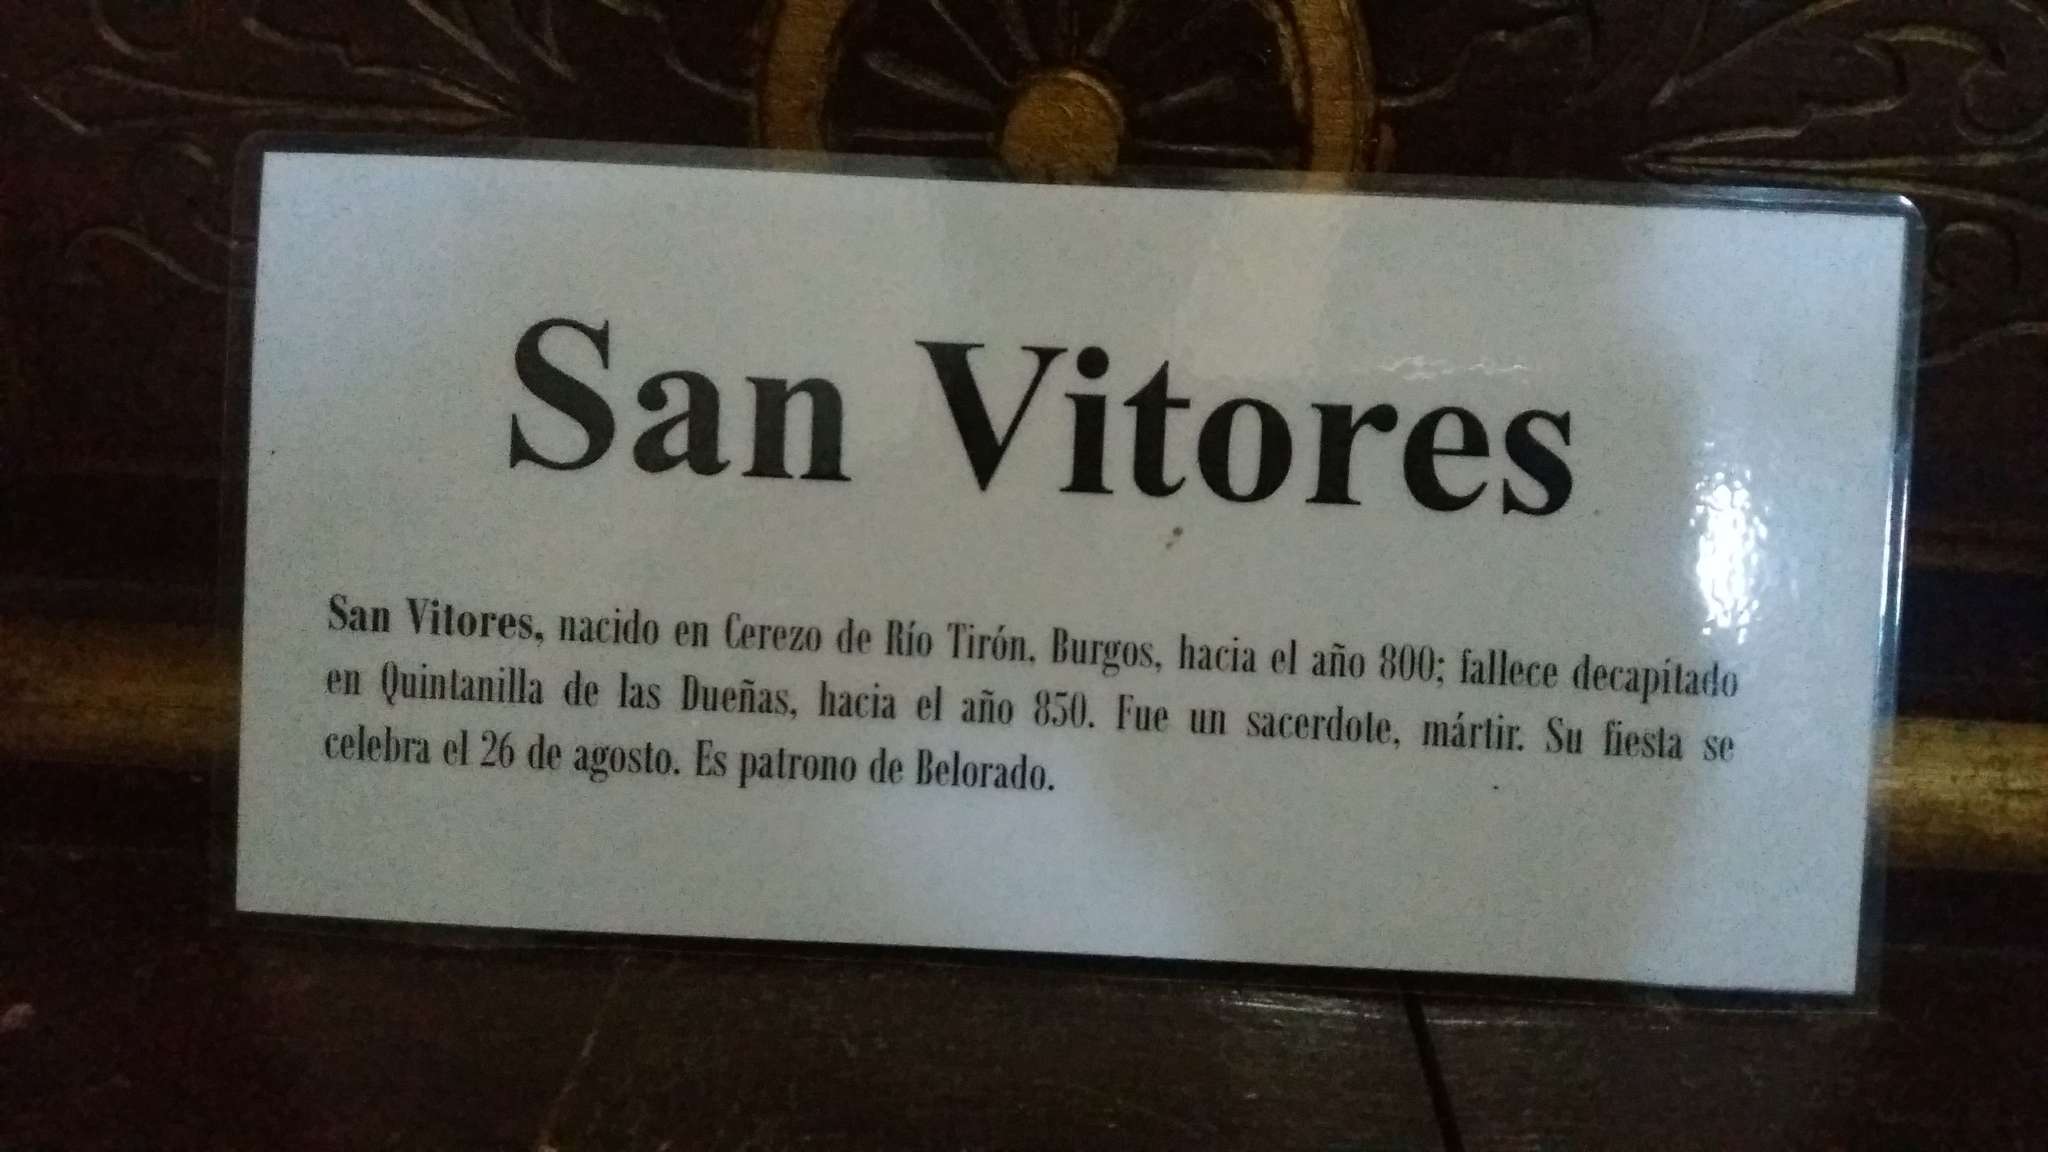 San Vitores
San Vitores, nacido en Cerezo de Río Tirón. Burgos, hacia el año 800; fallece decapítado
en Quintanilla de las Dueñas, hacia el año 850. Fue un sacerdote, mártir. Su fiesta se
celebra el 26 de agosto. Es patrono de Belorado.